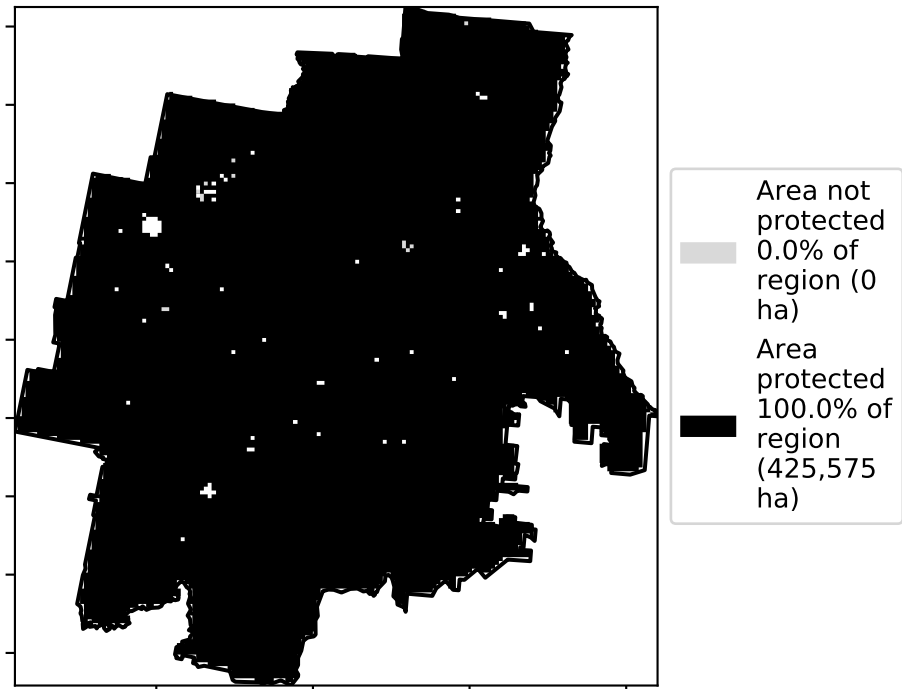 Area not
protected
0.0% of
region (0
ha)
Area
protected
100.0% of
region
(425,575
ha)